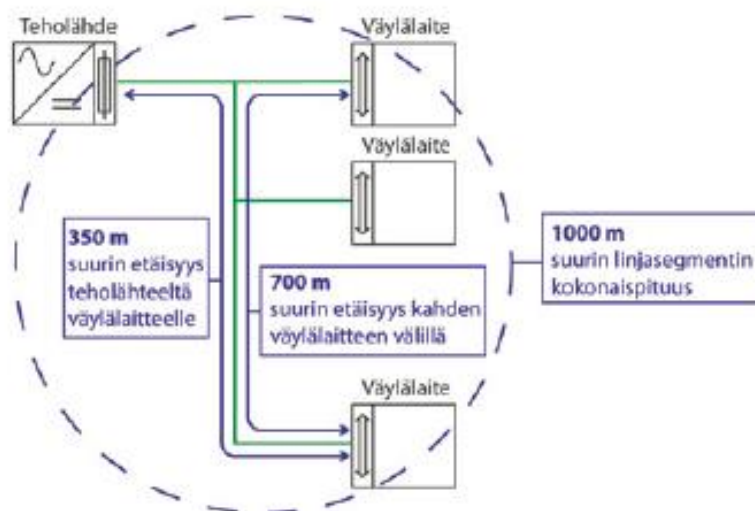 Teholähde
Väylälaite
Väylälaite
350 m
suurin etäisyys
teholähteeltä
väylälaitteelle
700 m
suurin etäisyys kahden
väylälaitteen välillä
1000 m
suurin linjasegmentin
kokonaispituus
Väylälaite